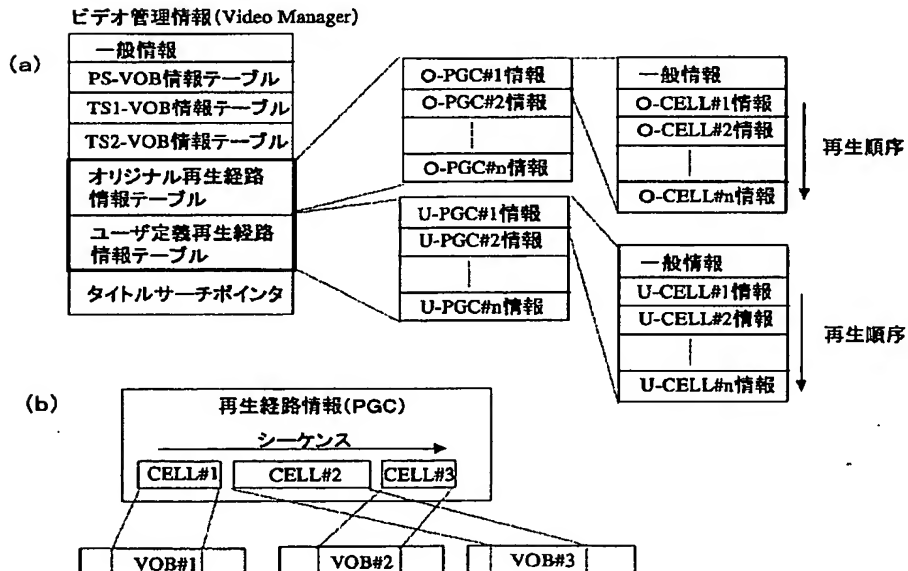 ビデオ管理情報(Video Manager)
(a)
一般情報
PS-VOB情報テーブル
TS1-VOB情報テーブル
TS2-VOB情報テーブル
オリジナル再生経路
情報テーブル
ユーザ定義再生経路
情報テーブル
タイトルサーチポインタ
O-PGC#1情報
O-PGC#2情報
O-PGC#n情報
U-PGC#1情報
U-PGC#2情報
U-PGC#n情報
一般情報
O-CELL#1情報
O-CELL#2情報
O-CELL#n情報
再生順序
一般情報
U-CELL#1情報
U-CELL#2情報
U-CELL#n情報
再生順序
(b)
再生経路情報(PGC)
シーケンス
CELL#1 CELL#2 CELL#3
VOB#1 VOB#2 VOB#3